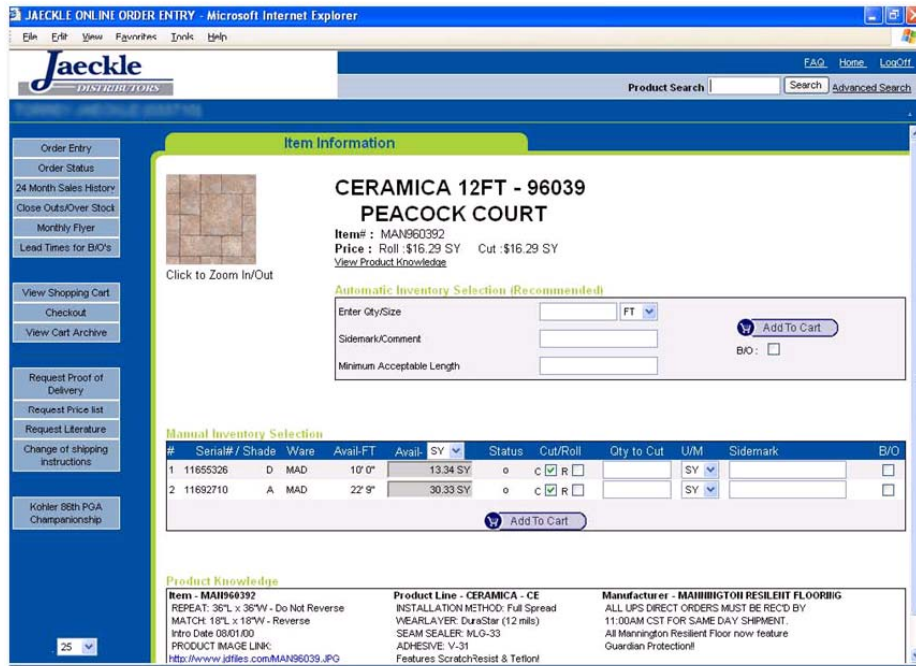 JAECKLE ONLINE ORDER ENTRY - Microsoft Internet Explorer
File Edit View Favorites Tools Help
Jaeckle
DISTRIBUTORS
FAQ Home LogOff
Product Search Search Advanced Search
Order Entry
Order Status
24 Month Sales History
Close Outs/Over Stock
Monthly Flyer
Lead Times for B/O's
View Shopping Cart
Checkout
View Cart Archive
Request Proof of
Delivery
Request Price list
Request Literature
Change of shipping
instructions
Kohler 86th PGA
Champanionship
25
Item Information
Click to Zoom In/Out
CERAMICA 12FT - 96039
PEACOCK COURT
Item# : MAN960392
Price : Roll :$16.29 SY Cut :$16.29 SY
View Product Knowledge
Automatic Inventory Selection (Recommended)
Enter Qty/Size FT
Sidemark/Comment
Minimum Acceptable Length
Add To Cart
B/O :
Manual Inventory Selection
# Serial# / Shade Ware Avail-FT Avail- SY Status Cut/Roll Qty to Cut U/M Sidemark B/O
1 11655326 D MAD 10' 0" 13.34 SY o C R SY
2 11692710 A MAD 22' 9" 30.33 SY o C R SY
Add To Cart
Product Knowledge
Item - MAN960392
REPEAT: 36"L x 36"W - Do Not Reverse
MATCH: 18"L x 18"W - Reverse
Intro Date 08/01/00
PRODUCT IMAGE LINK:
http://www.jdfiles.com/MAN96039.JPG
Product Line - CERAMICA - CE
INSTALLATION METHOD: Full Spread
WEARLAYER: DuraStar (12 mils)
SEAM SEALER: MLG-33
ADHESIVE: V-31
Features ScratchResist & Teflon!
Manufacturer - MANNINGTON RESILENT FLOORING
ALL UPS DIRECT ORDERS MUST BE REC'D BY
11:00AM CST FOR SAME DAY SHIPMENT.
All Mannington Resilient Floor now feature
Guardian Protection!!